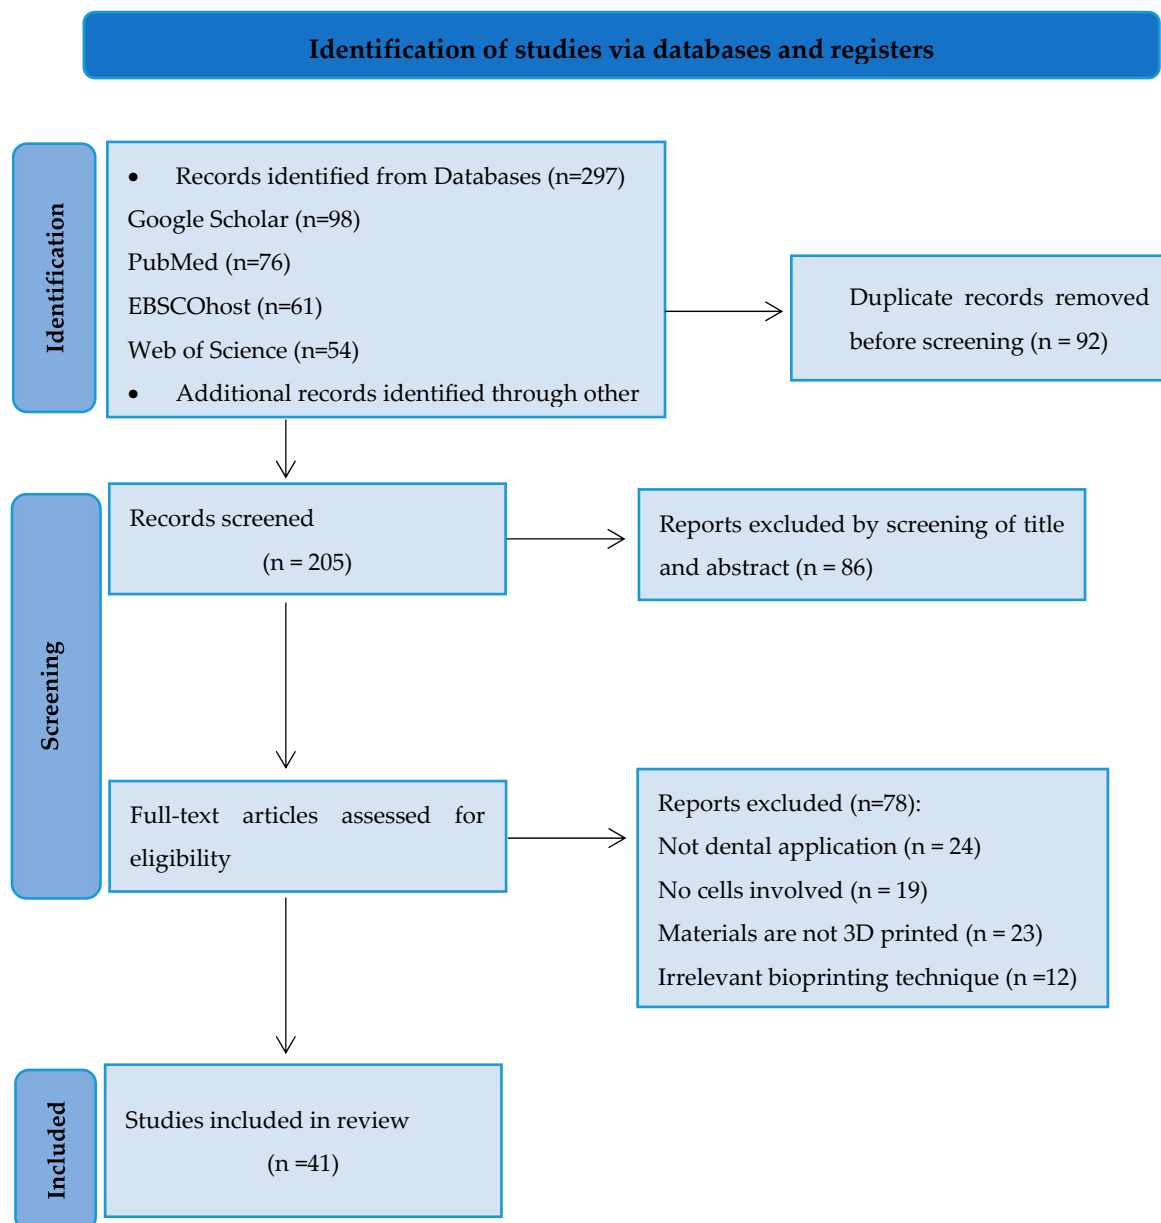 Identification of studies via databases and registers
Identification
• Records identified from Databases (n=297)
Google Scholar (n=98)
PubMed (n=76)
EBSCOhost (n=61)
Web of Science (n=54)
• Additional records identified through other
Duplicate records removed
before screening (n = 92)
Screening
Records screened
(n = 205)
Reports excluded by screening of title
and abstract (n = 86)
Full-text articles assessed for
eligibility
Reports excluded (n=78):
Not dental application (n = 24)
No cells involved (n = 19)
Materials are not 3D printed (n = 23)
Irrelevant bioprinting technique (n =12)
Included
Studies included in review
(n =41)